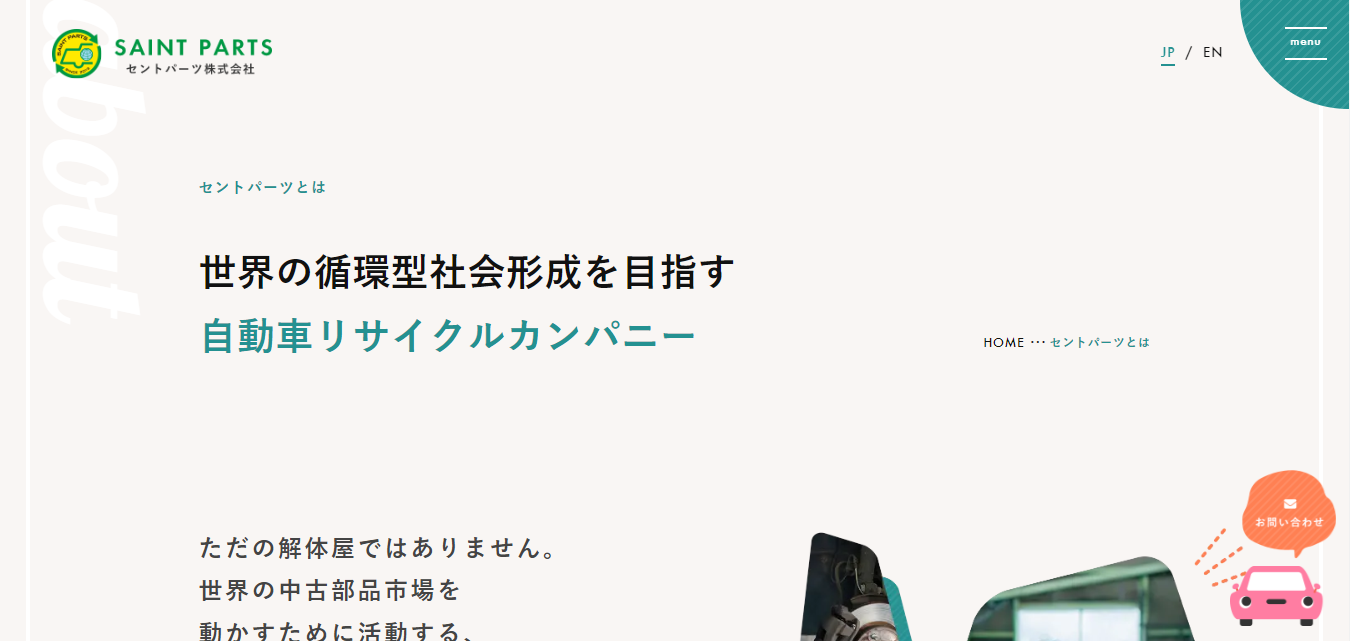 about
SAINT PARTS
SAINT PARTS
セントパーツ株式会社
JP / EN
menu
セントパーツとは
世界の循環型社会形成を目指す
自動車リサイクルカンパニー
HOME ··· セントパーツとは
ただの解体屋ではありません。
世界の中古部品市場を
動かすために活動する、
お問い合わせ